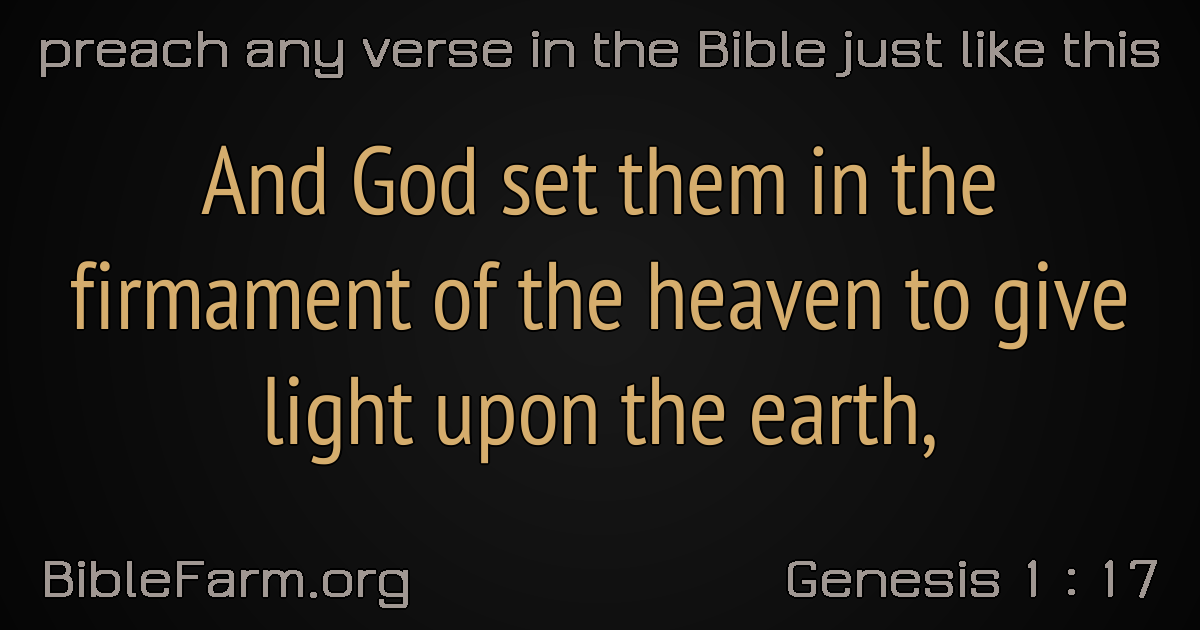 preach any verse in the Bible just like this
And God set them in the
firmament of the heaven to give
light upon the earth,
BibleFarm.org
Genesis 1 : 17